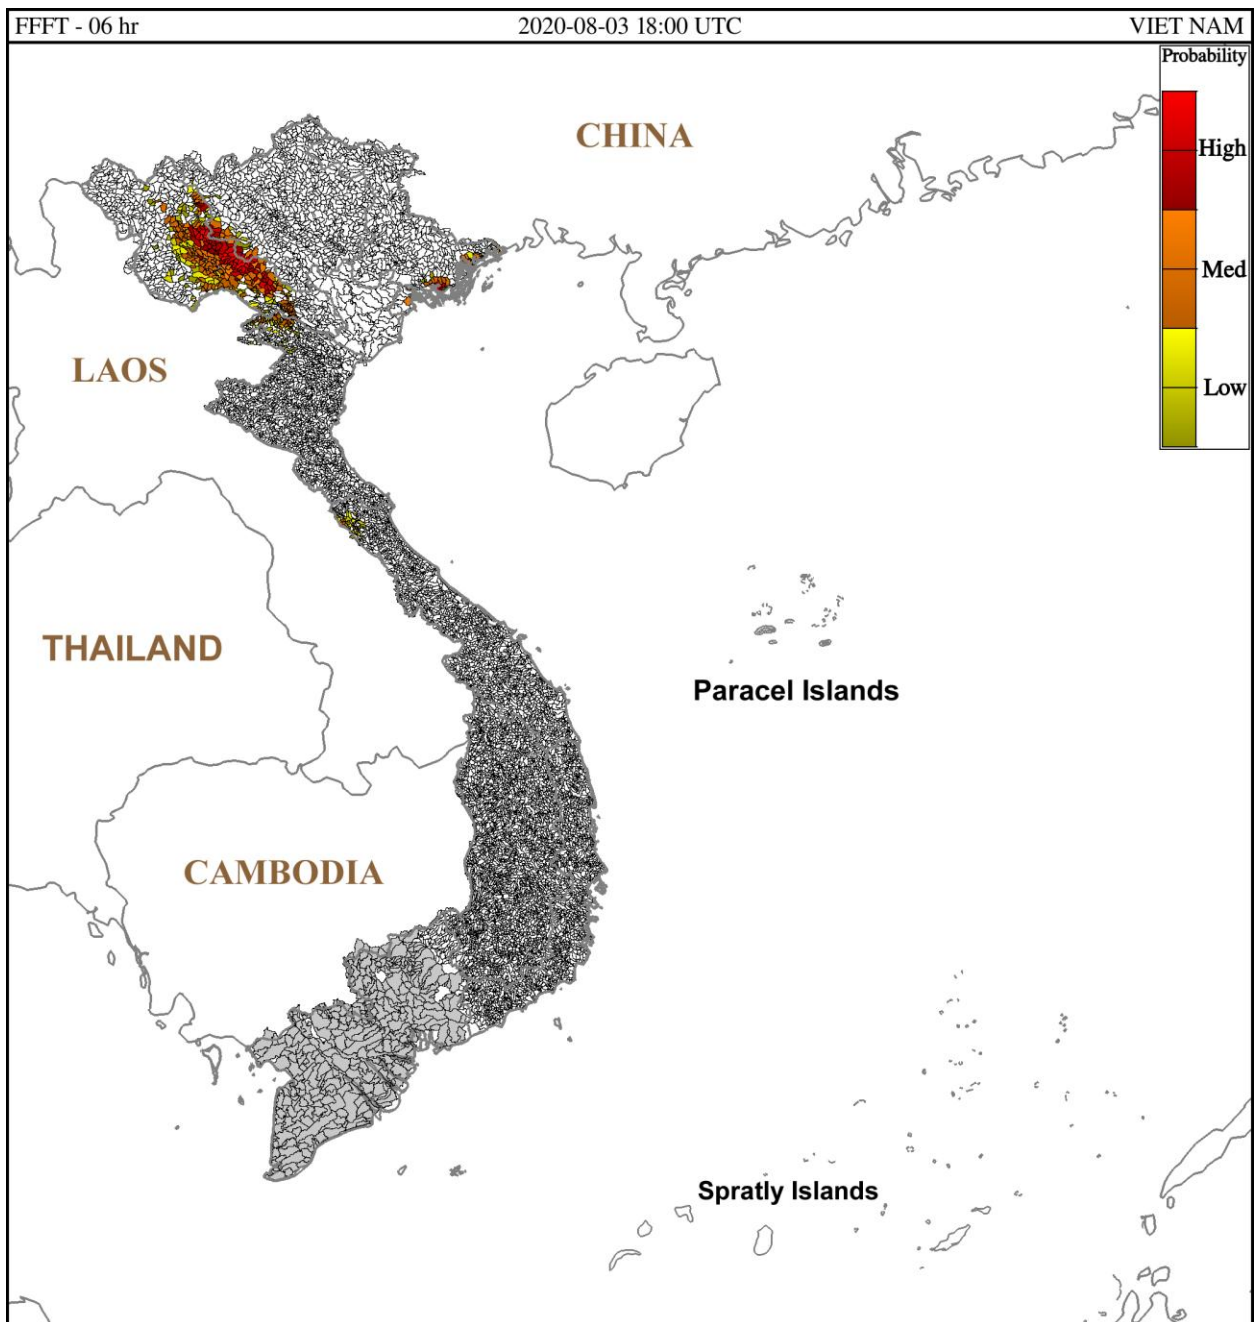 FFFT - 06 hr
2020-08-03 18:00 UTC
VIET NAM
Probability
CHINA
High
Med
LAOS
Low
THAILAND
Paracel Islands
CAMBODIA
Spratly Islands